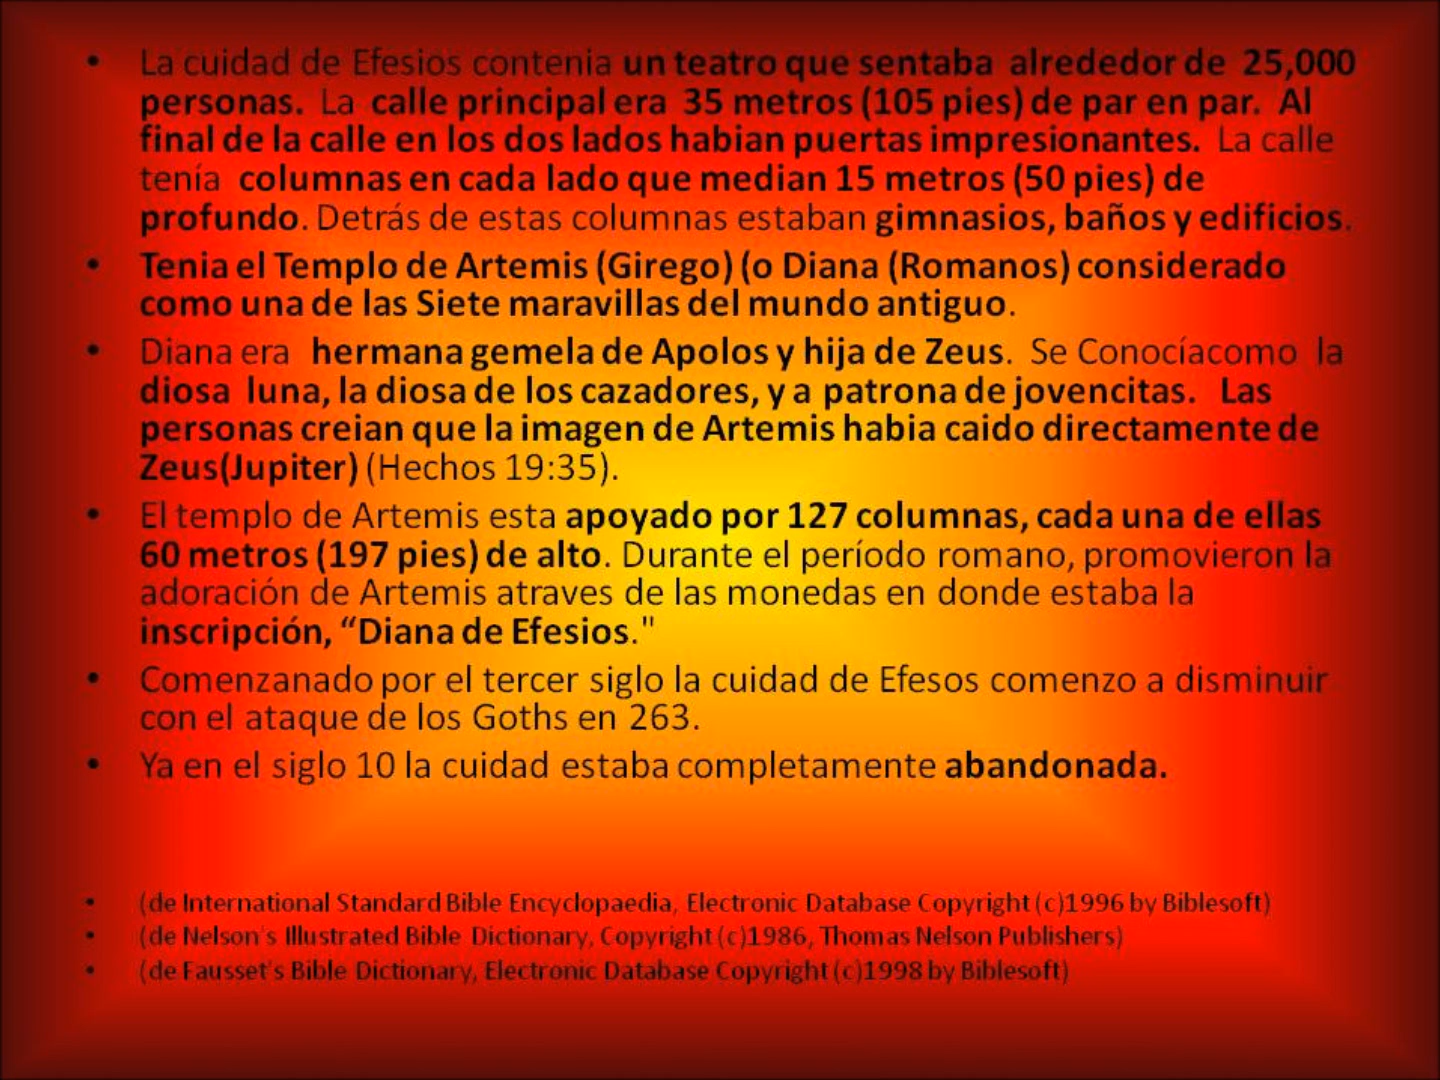 • La cuidad de Efesios contenia un teatro que sentaba alrededor de 25,000
personas. La calle principal era 35 metros (105 pies) de par en par. Al
final de la calle en los dos lados habian puertas impresionantes. La calle
tenía columnas en cada lado que median 15 metros (50 pies) de
profundo. Detrás de estas columnas estaban gimnasios, baños y edificios.
• Tenia el Templo de Artemis (Girego) (o Diana (Romanos) considerado
como una de las Siete maravillas del mundo antiguo.
• Diana era hermana gemela de Apolos y hija de Zeus. Se Conocíacomo la
diosa luna, la diosa de los cazadores, y a patrona de jovencitas. Las
personas creian que la imagen de Artemis habia caido directamente de
Zeus(Jupiter) (Hechos 19:35).
• El templo de Artemis esta apoyado por 127 columnas, cada una de ellas
60 metros (197 pies) de alto. Durante el período romano, promovieron la
adoración de Artemis atraves de las monedas en donde estaba la
inscripción, “Diana de Efesios."
• Comenzanado por el tercer siglo la cuidad de Efesos comenzo a disminuir
con el ataque de los Goths en 263.
• Ya en el siglo 10 la cuidad estaba completamente abandonada.
• (de International Standard Bible Encyclopaedia, Electronic Database Copyright (c)1996 by Biblesoft)
• (de Nelson's Illustrated Bible Dictionary, Copyright (c)1986, Thomas Nelson Publishers)
• (de Fausset's Bible Dictionary, Electronic Database Copyright (c)1998 by Biblesoft)